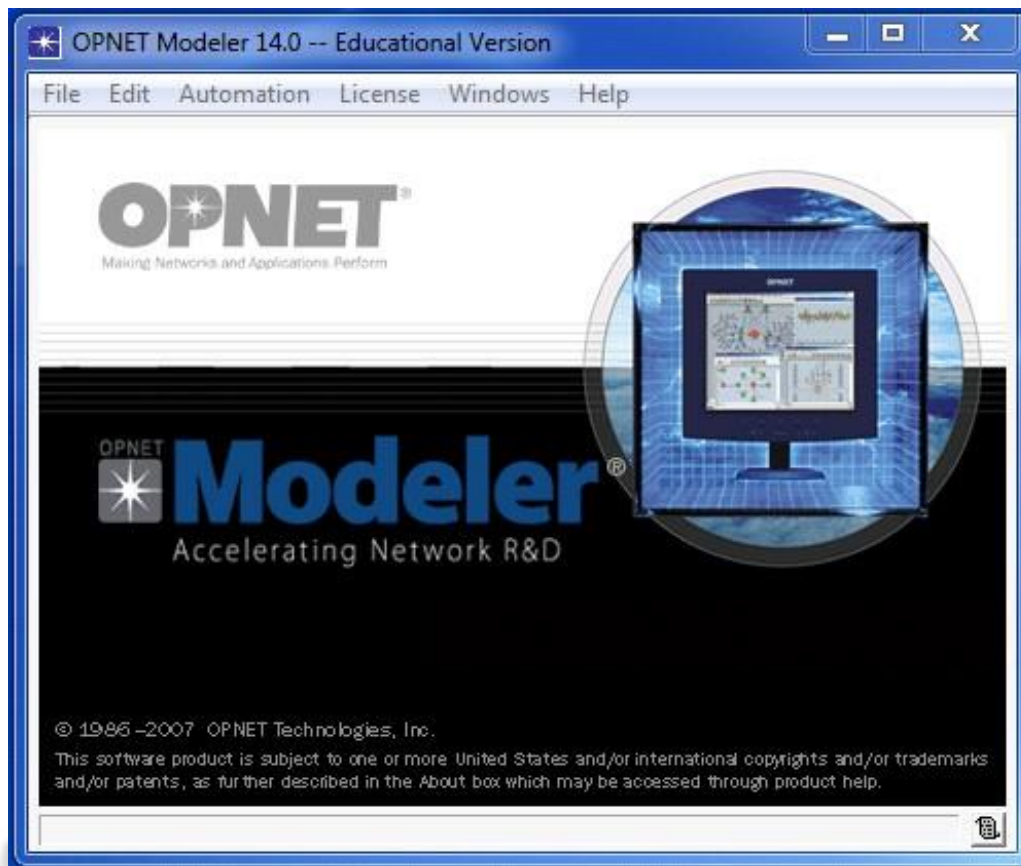 OPNET Modeler 14.0 -- Educational Version
File Edit Automation License Windows Help
OPNET®
Making Networks and Applications Perform
OPNET
OPNET
Modeler®
Accelerating Network R&D
© 1986-2007 OPNET Technologies, Inc.
This software product is subject to one or more United States and/or international copyrights and/or trademarks
and/or patents, as further described in the About box which may be accessed through product help.